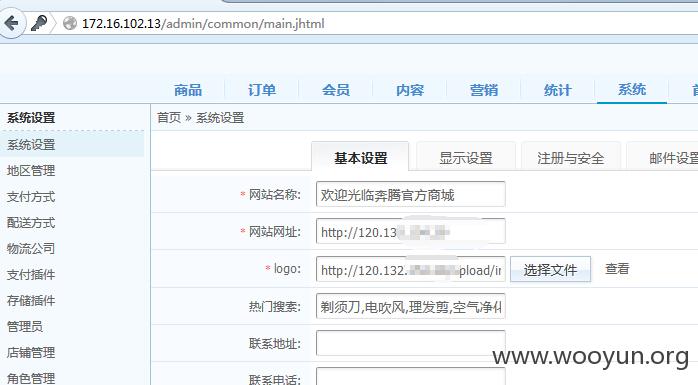 172.16.102.13/admin/common/main.jhtml
商品 订单 会员 内容 营销 统计 系统
系统设置 首页 » 系统设置
系统设置
地区管理
支付方式
配送方式
物流公司
支付插件
存储插件
管理员
店铺管理
角色管理
基本设置 显示设置 注册与安全 邮件设置
* 网站名称: 欢迎光临奔腾官方商城
* 网站网址: http://120.13
* logo: http://120.132. pload/ir 选择文件 查看
热门搜索: 剃须刀,电吹风,理发剪,空气净化
联系地址:
联系电话:
www.wooyun.org